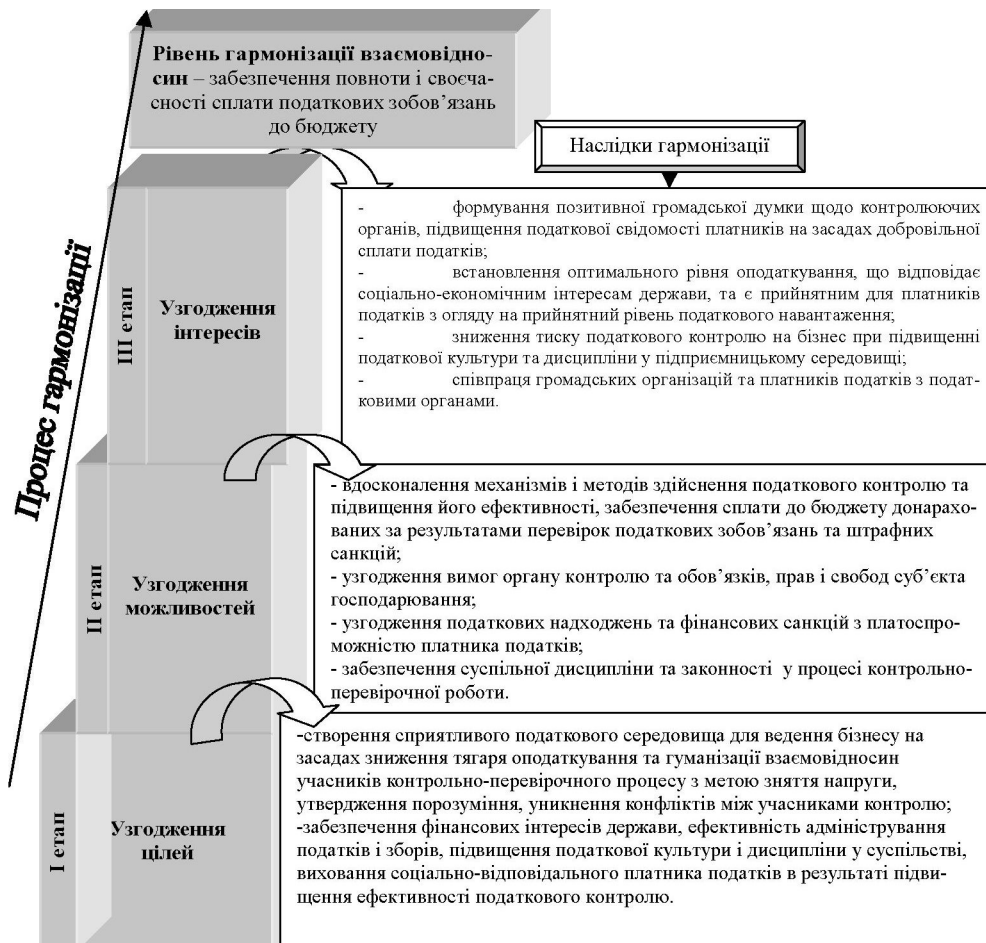 Рівень гармонізації взаємовідно-
син – забезпечення повноти і своєча-
сності сплати податкових зобов’язань
до бюджету
Наслідки гармонізації
Процес гармонізації
III етап
Узгодження
інтересів
- формування позитивної громадської думки щодо контролюючих
органів, підвищення податкової свідомості платників на засадах добровільної
сплати податків;
- встановлення оптимального рівня оподаткування, що відповідає
соціально-економічним інтересам держави, та є прийнятним для платників
податків з огляду на прийнятний рівень податкового навантаження;
- зниження тиску податкового контролю на бізнес при підвищенні
податкової культури та дисципліни у підприємницькому середовищі;
- співпраця громадських організацій та платників податків з подат-
ковими органами.
II етап
Узгодження
можливостей
- вдосконалення механізмів і методів здійснення податкового контролю та
підвищення його ефективності, забезпечення сплати до бюджету донарахо-
ваних за результатами перевірок податкових зобов’язань та штрафних
санкцій;
- узгодження вимог органу контролю та обов’язків, прав і свобод суб’єкта
господарювання;
- узгодження податкових надходжень та фінансових санкцій з платоспро-
можністю платника податків;
- забезпечення суспільної дисципліни та законності у процесі контрольно-
перевірочної роботи.
I етап
Узгодження
цілей
-створення сприятливого податкового середовища для ведення бізнесу на
засадах зниження тягаря оподаткування та гуманізації взаємовідносин
учасників контрольно-перевірочного процесу з метою зняття напруги,
утвердження порозуміння, уникнення конфліктів між учасниками контролю;
-забезпечення фінансових інтересів держави, ефективність адміністрування
податків і зборів, підвищення податкової культури і дисципліни у суспільстві,
виховання соціально-відповідального платника податків в результаті підви-
щення ефективності податкового контролю.